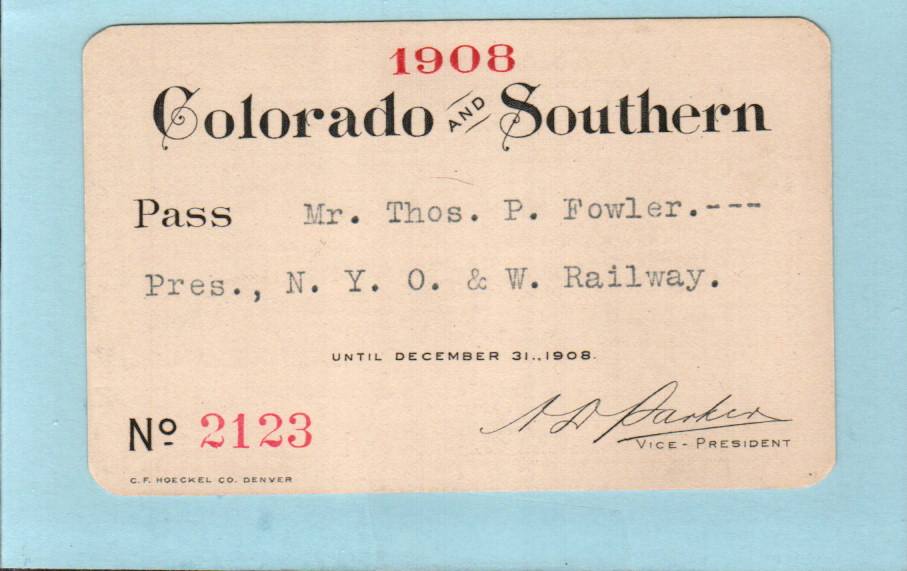 1908
Colorado AND Southern
Pass Mr. Thos. P. Fowler.---
Pres., N. Y. O. & W. Railway.
UNTIL DECEMBER 31., 1908.
No 2123
A D Parker
VICE-PRESIDENT
C. F. HOECKEL CO. DENVER